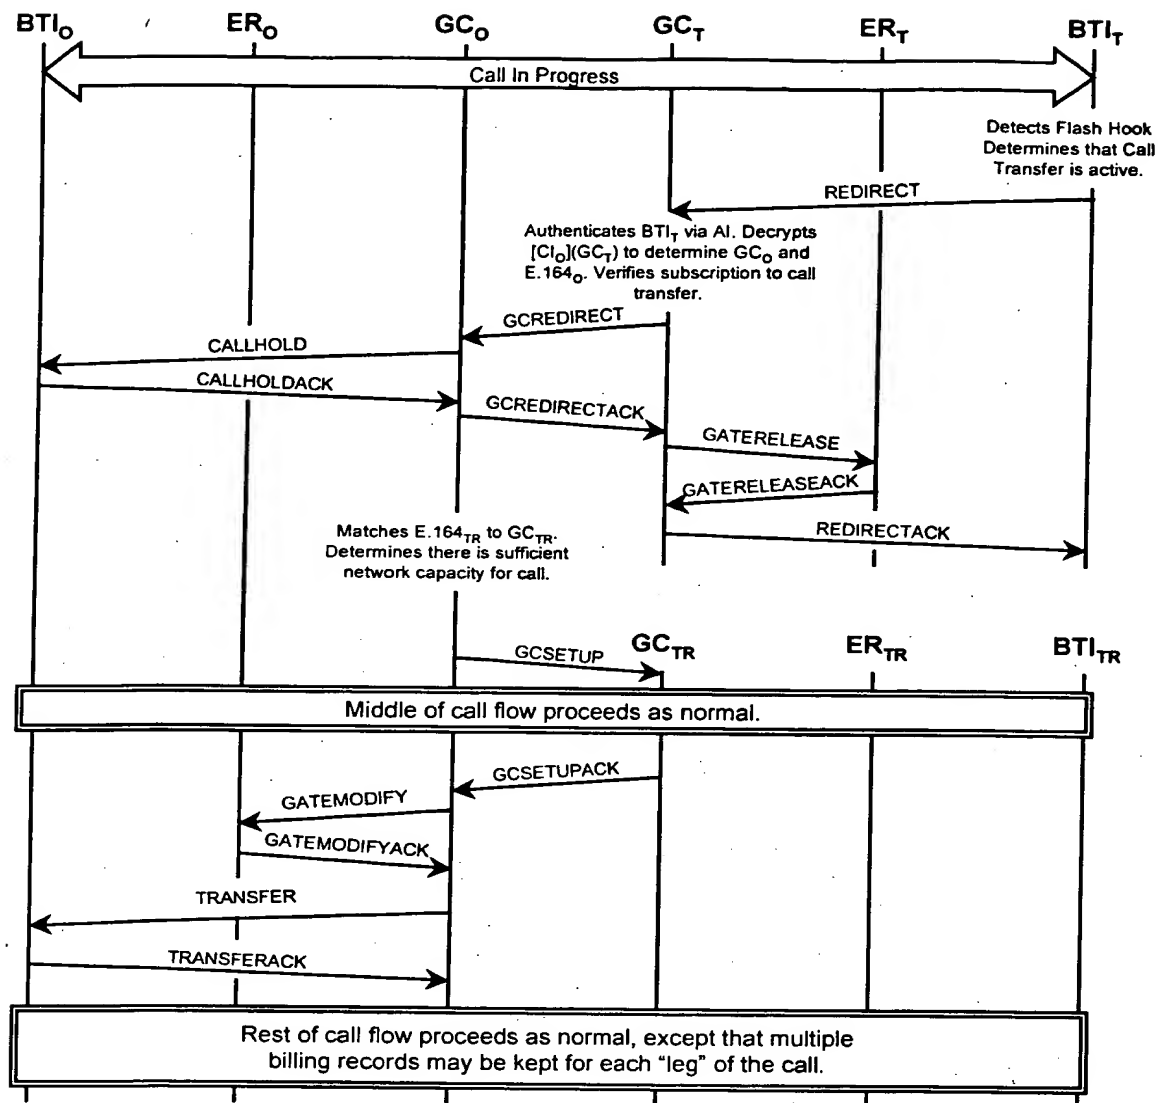 BTI_O ER_O GC_O GC_T ER_T BTI_T
Call In Progress
Detects Flash Hook
Determines that Call
Transfer is active.
REDIRECT
Authenticates BTI_T via AI. Decrypts
[CI_O](GC_T) to determine GC_O and
E.164_O. Verifies subscription to call
transfer.
GCREDIRECT
CALLHOLD
CALLHOLDACK
GCREDIRECTACK
GATERELEASE
GATERELEASEACK
REDIRECTACK
Matches E.164_TR to GC_TR.
Determines there is sufficient
network capacity for call.
GC_TR ER_TR BTI_TR
GCSETUP
Middle of call flow proceeds as normal.
GCSETUPACK
GATEMODIFY
GATEMODIFYACK
TRANSFER
TRANSFERACK
Rest of call flow proceeds as normal, except that multiple
billing records may be kept for each “leg” of the call.